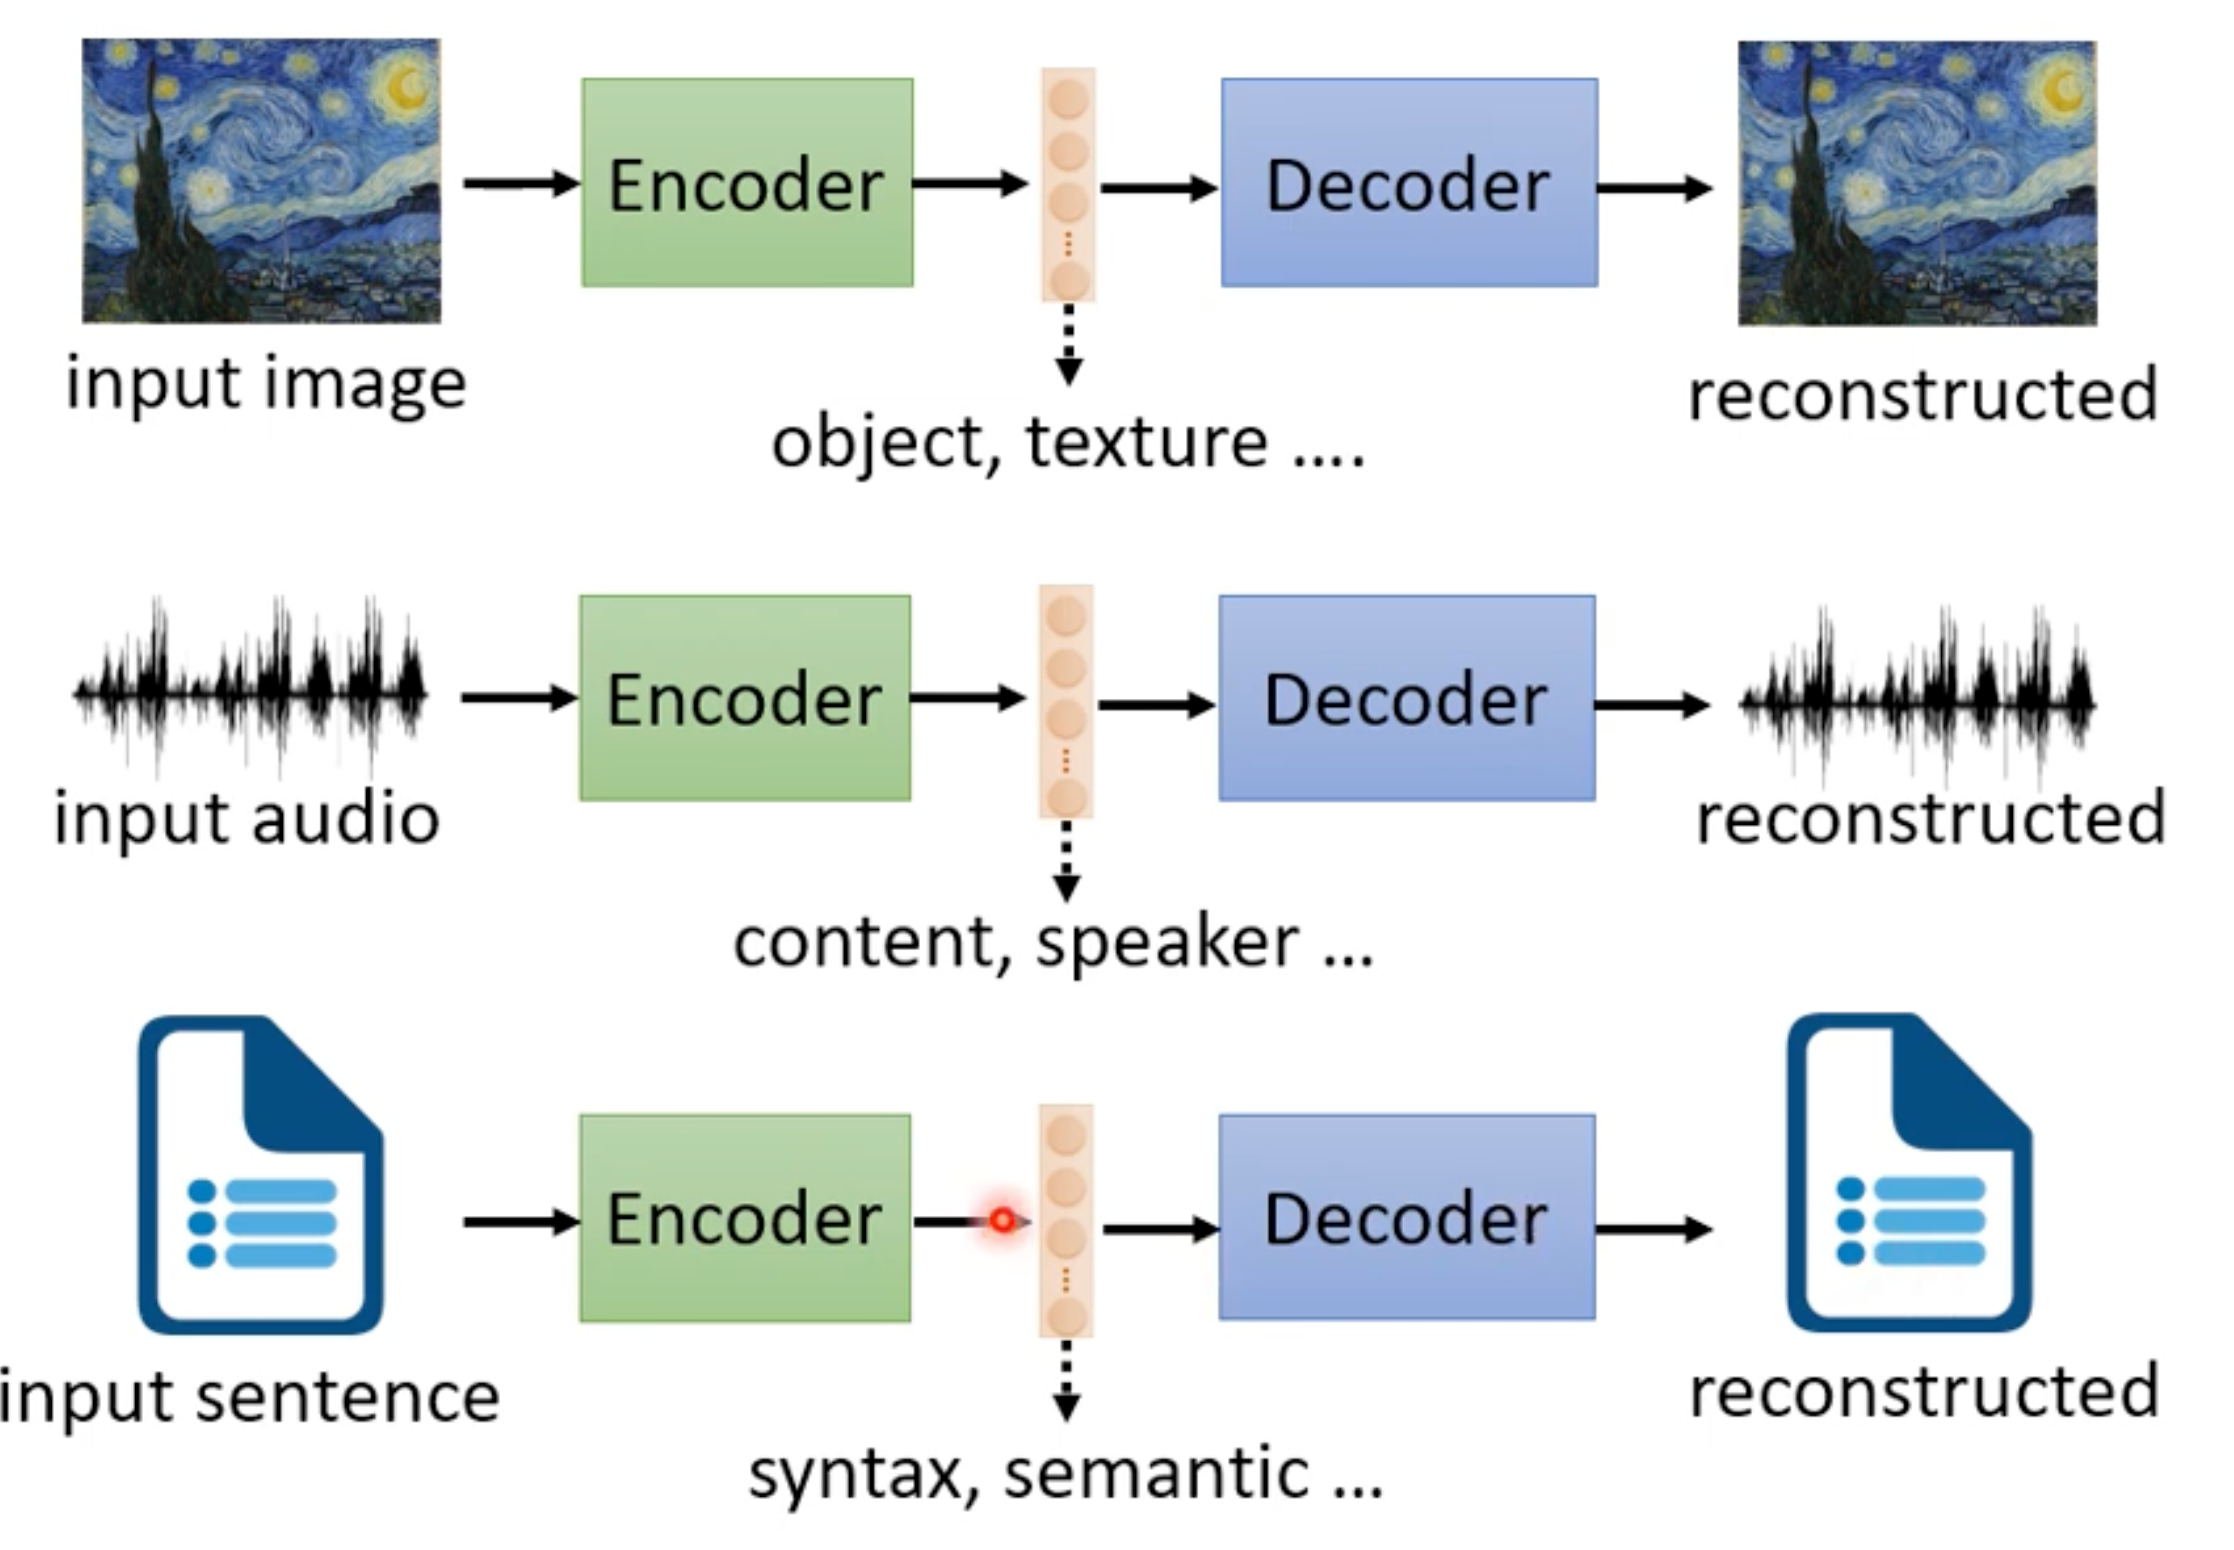 Encoder
Decoder
input image
reconstructed
object, texture ....
Encoder
Decoder
input audio
reconstructed
content, speaker ...
Encoder
Decoder
input sentence
reconstructed
syntax, semantic ...